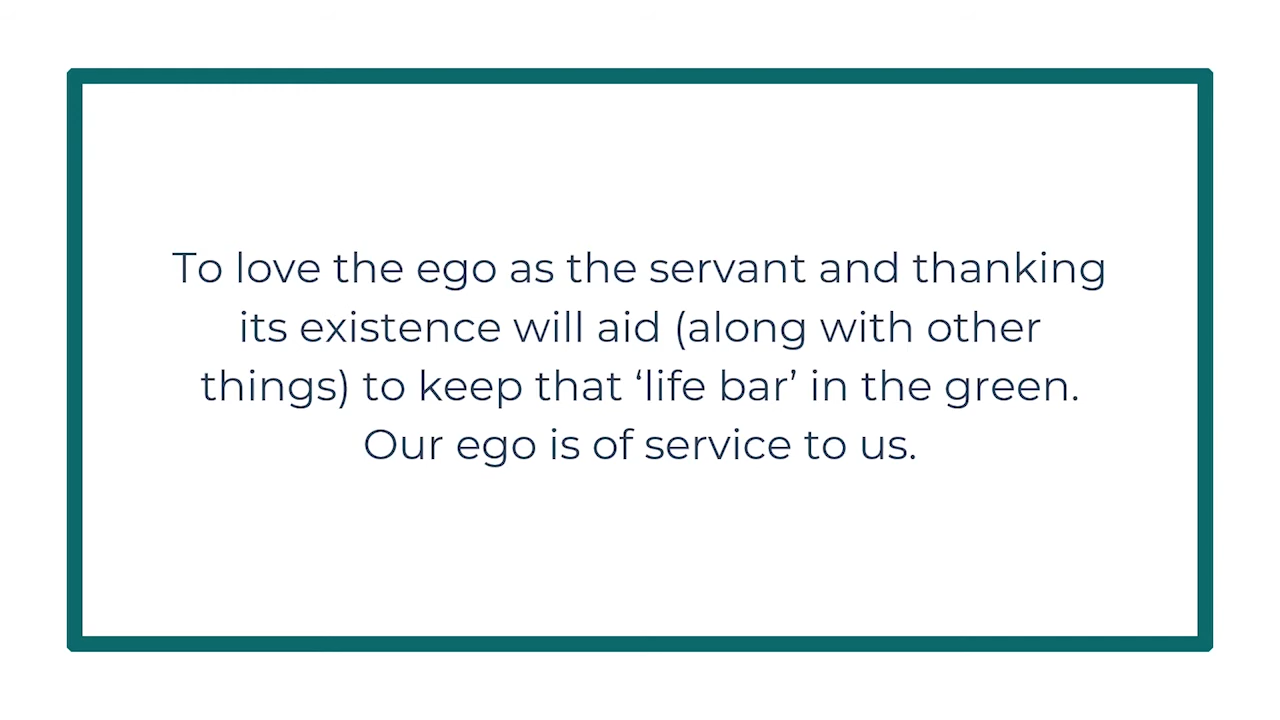 To love the ego as the servant and thanking
its existence will aid (along with other
things) to keep that ‘life bar’ in the green.
Our ego is of service to us.